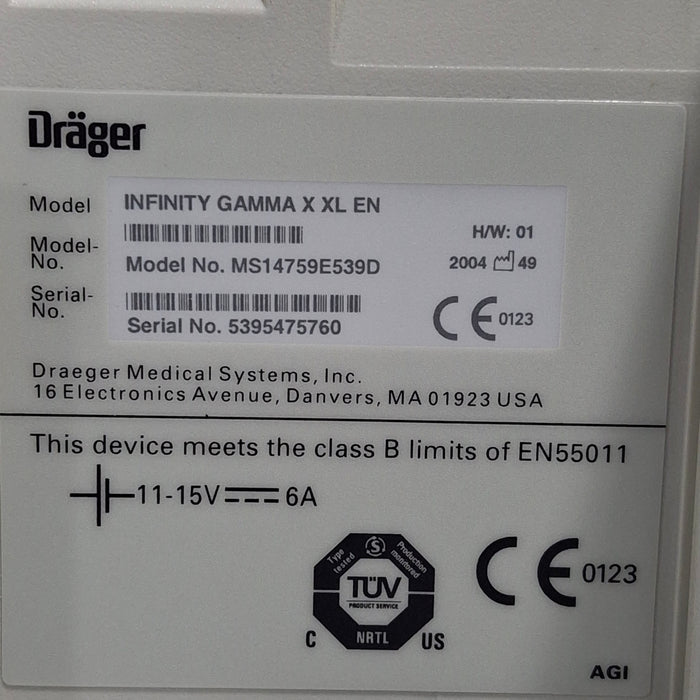 Dräger
Model INFINITY GAMMA X XL EN
H/W: 01
Model-
No.
Model No. MS14759E539D
2004 49
Serial-
No.
Serial No. 5395475760
CE 0123
Draeger Medical Systems, Inc.
16 Electronics Avenue, Danvers, MA 01923 USA
This device meets the class B limits of EN55011
11-15V 6A
Type tested
S
Production monitored
TÜV
PRODUCT SERVICE
C NRTL US
CE 0123
AGI